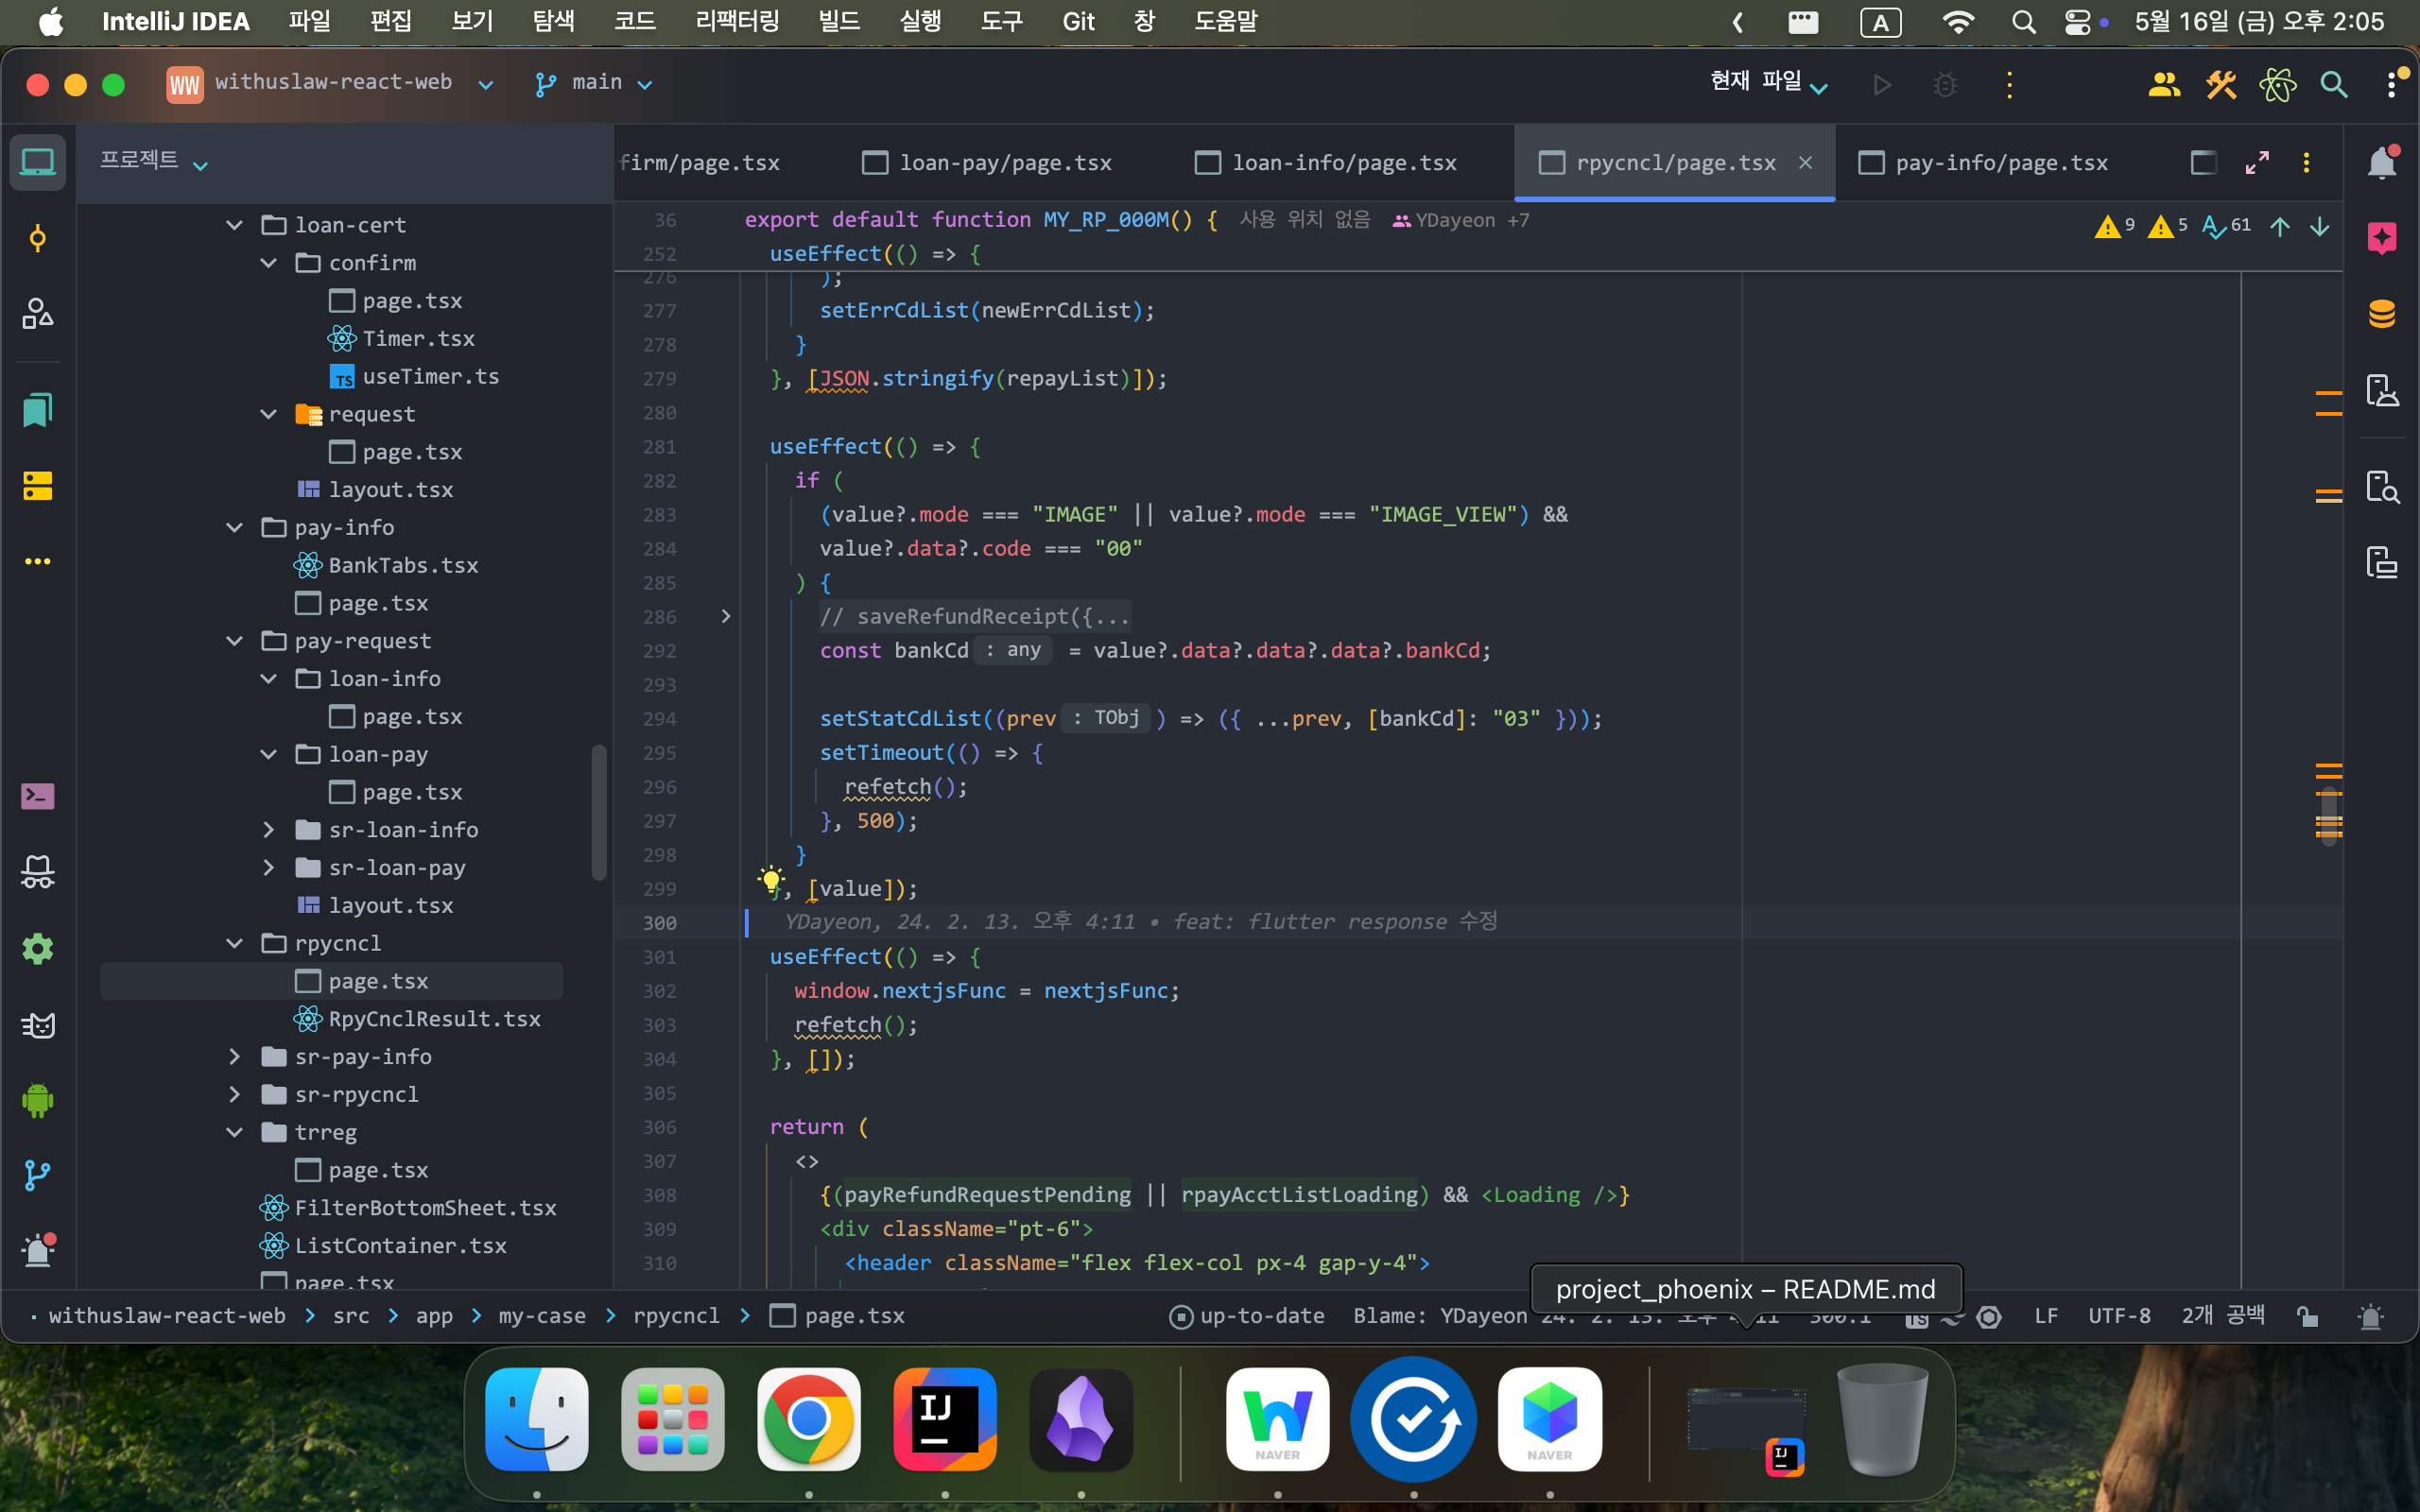 IntelliJ IDEA 파일 편집 보기 탐색 코드 리팩터링 빌드 실행 도구 Git 창 도움말 A 5월 16일 (금) 오후 2:05
WW withuslaw-react-web main 현재 파일
프로젝트
firm/page.tsx loan-pay/page.tsx loan-info/page.tsx rpycncl/page.tsx pay-info/page.tsx
loan-cert
confirm
page.tsx
Timer.tsx
TS useTimer.ts
request
page.tsx
layout.tsx
pay-info
BankTabs.tsx
page.tsx
pay-request
loan-info
page.tsx
loan-pay
page.tsx
sr-loan-info
sr-loan-pay
layout.tsx
rpycncl
page.tsx
RpyCnclResult.tsx
sr-pay-info
sr-rpycncl
trreg
page.tsx
FilterBottomSheet.tsx
ListContainer.tsx
page.tsx
9 5 61
36 export default function MY_RP_000M() { 사용 위치 없음 YDayeon +7
252 useEffect(() => {
276 );
277 setErrCdList(newErrCdList);
278 }
279 }, [JSON.stringify(repayList)]);
280
281 useEffect(() => {
282 if (
283 (value?.mode === "IMAGE" || value?.mode === "IMAGE_VIEW") &&
284 value?.data?.code === "00"
285 ) {
286 // saveRefundReceipt({...
292 const bankCd : any = value?.data?.data?.data?.bankCd;
293
294 setStatCdList((prev : TObj ) => ({ ...prev, [bankCd]: "03" }));
295 setTimeout(() => {
296 refetch();
297 }, 500);
298 }
299 }, [value]);
300 YDayeon, 24. 2. 13. 오후 4:11 • feat: flutter response 수정
301 useEffect(() => {
302 window.nextjsFunc = nextjsFunc;
303 refetch();
304 }, []);
305
306 return (
307 <>
308 {(payRefundRequestPending || rpayAcctListLoading) && <Loading />}
309 <div className="pt-6">
310 <header className="flex flex-col px-4 gap-y-4">
project_phoenix – README.md
withuslaw-react-web > src > app > my-case > rpycncl > page.tsx up-to-date Blame: YDayeon 24. 2. 13. 오후 4:11 300:1 TS LF UTF-8 2개 공백
IJ
NAVER
NAVER
IJ